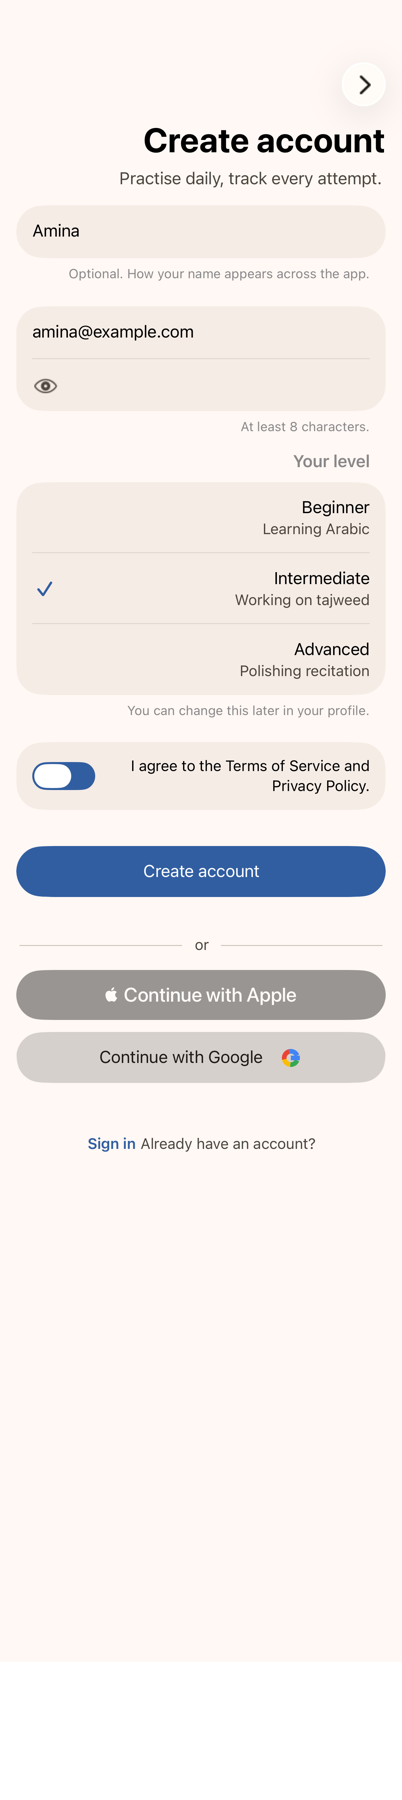 Create account
Practise daily, track every attempt.
Amina
Optional. How your name appears across the app.
amina@example.com
At least 8 characters.
Your level
Beginner
Learning Arabic
Intermediate
Working on tajweed
Advanced
Polishing recitation
You can change this later in your profile.
I agree to the Terms of Service and
Privacy Policy.
Create account
or
Continue with Apple
Continue with Google
Sign in Already have an account?